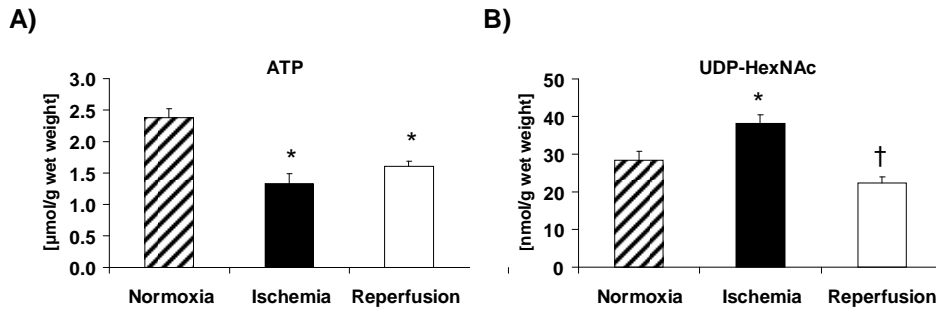 A)
ATP
[µmol/g wet weight]
3.0
2.5
2.0
1.5
1.0
0.5
0.0
*
*
Normoxia Ischemia Reperfusion
B)
UDP-HexNAc
[nmol/g wet weight]
50
40
30
20
10
0
*
†
Normoxia Ischemia Reperfusion